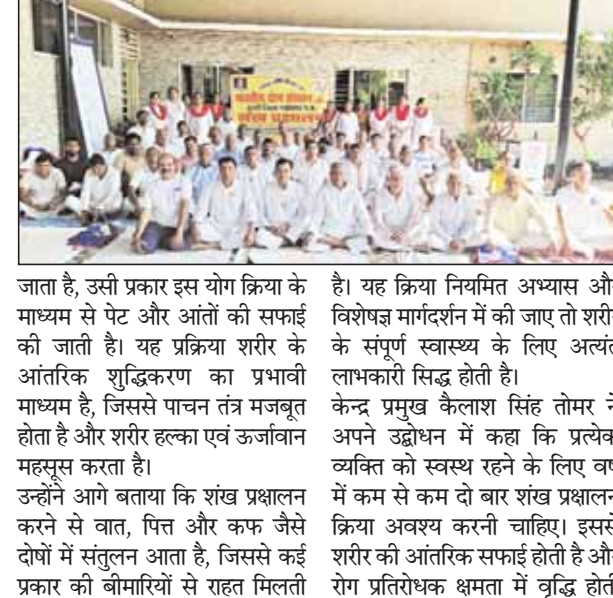 शंख प्रक्षालन
जाता है, उसी प्रकार इस योग क्रिया के
माध्यम से पेट और आंतों की सफाई
की जाती है। यह प्रक्रिया शरीर के
आंतरिक शुद्धिकरण का प्रभावी
माध्यम है, जिससे पाचन तंत्र मजबूत
होता है और शरीर हल्का एवं ऊर्जावान
महसूस करता है।
उन्होंने आगे बताया कि शंख प्रक्षालन
करने से वात, पित्त और कफ जैसे
दोषों में संतुलन आता है, जिससे कई
प्रकार की बीमारियों से राहत मिलती
है। यह क्रिया नियमित अभ्यास और
विशेषज्ञ मार्गदर्शन में की जाए तो शरीर
के संपूर्ण स्वास्थ्य के लिए अत्यंत
लाभकारी सिद्ध होती है।
केन्द्र प्रमुख कैलाश सिंह तोमर ने
अपने उद्बोधन में कहा कि प्रत्येक
व्यक्ति को स्वस्थ रहने के लिए वर्ष
में कम से कम दो बार शंख प्रक्षालन
क्रिया अवश्य करनी चाहिए। इससे
शरीर की आंतरिक सफाई होती है और
रोग प्रतिरोधक क्षमता में वृद्धि होती